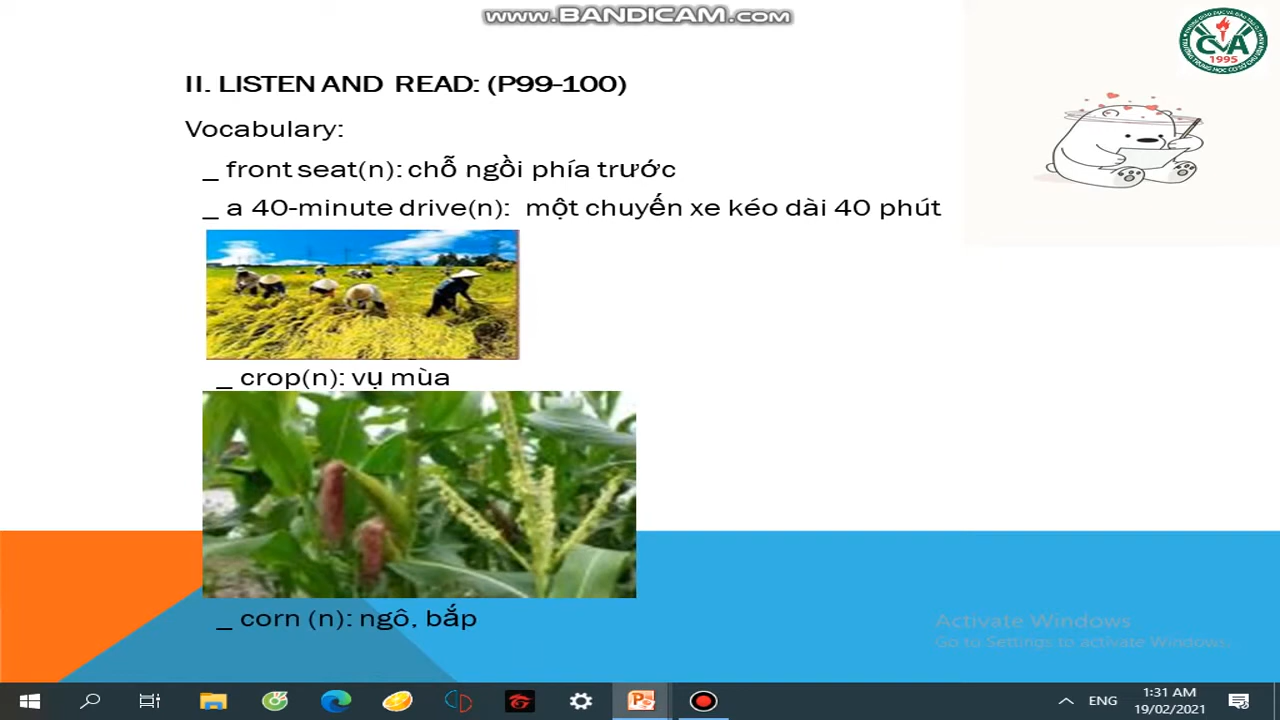 www.BANDICAM.com
II. LISTEN AND READ: (P99-100)
Vocabulary:
_ front seat(n): chỗ ngồi phía trước
_ a 40-minute drive(n): một chuyến xe kéo dài 40 phút
_ crop(n): vụ mùa
_ corn (n): ngô, bắp
CVA
1995
Activate Windows
Go to Settings to activate Windows.
ENG
1:31 AM
19/02/2021